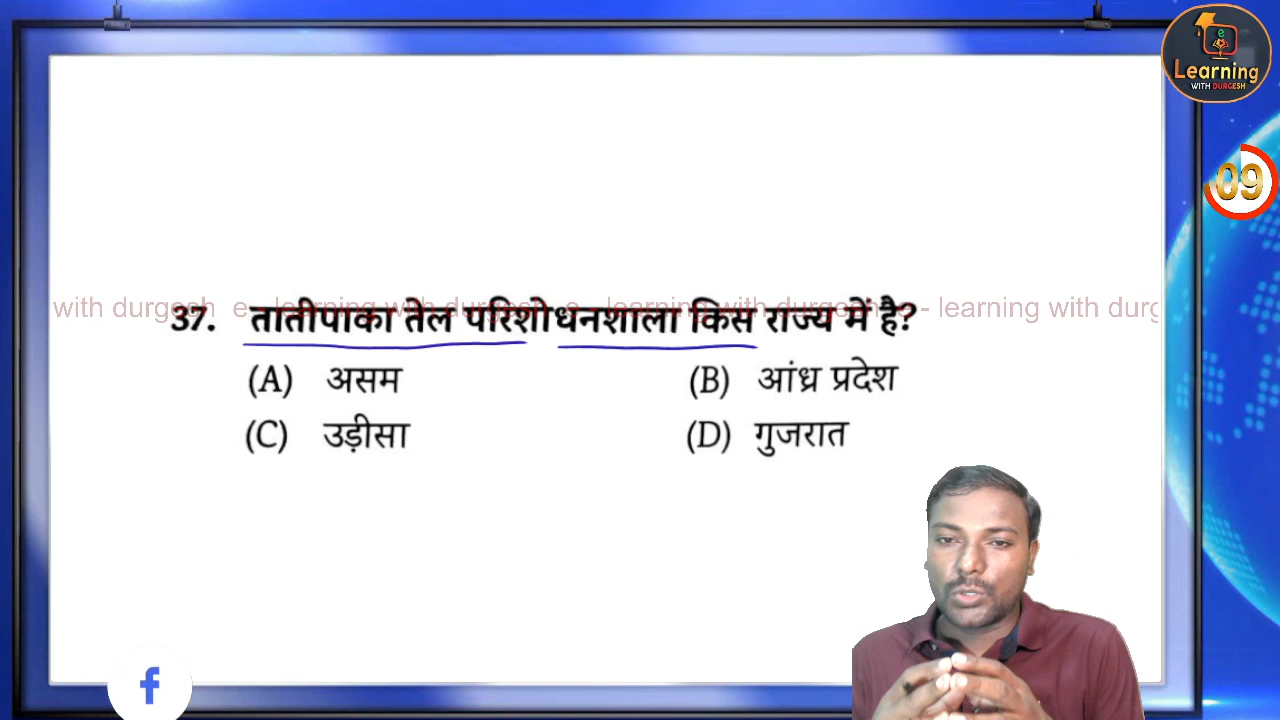 e
Learning
WITH DURGESH
09
with durgesh e - learning with durgesh e - learning with durgesh e - learning with durg
37. तातीपाका तेल परिशोधनशाला किस राज्य में है?
(A) असम (B) आंध्र प्रदेश
(C) उड़ीसा (D) गुजरात
f